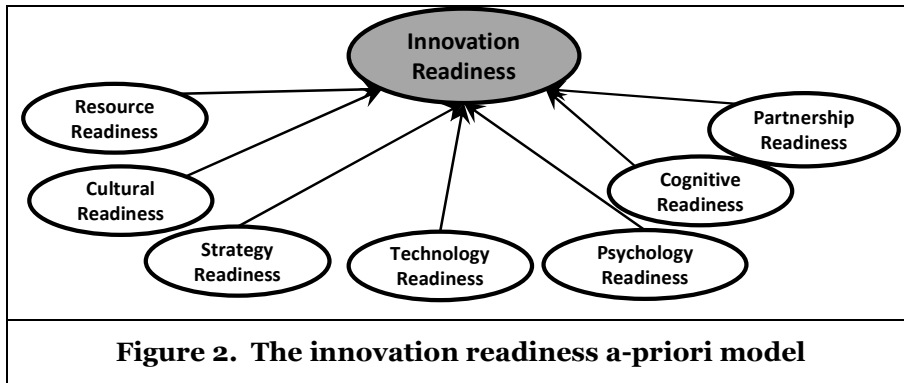 Innovation
Readiness
Resource
Readiness
Partnership
Readiness
Cultural
Readiness
Cognitive
Readiness
Strategy
Readiness
Technology
Readiness
Psychology
Readiness
Figure 2. The innovation readiness a-priori model